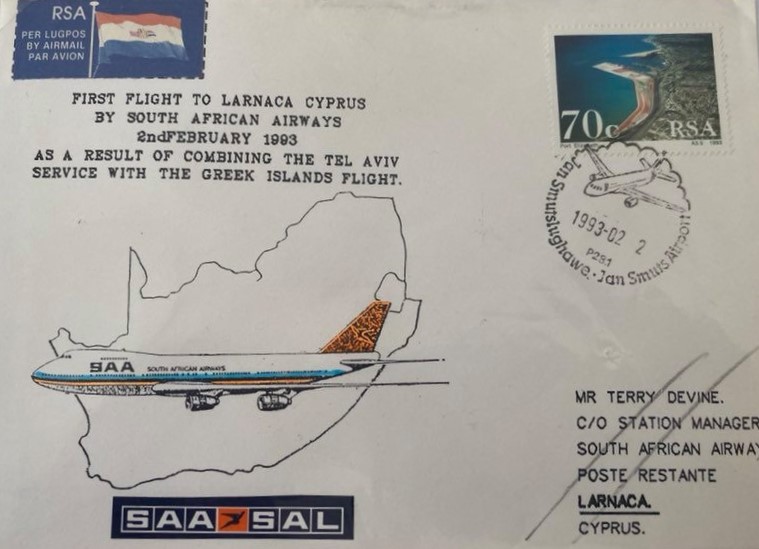 RSA
PER LUGPOS
BY AIRMAIL
PAR AVION
FIRST FLIGHT TO LARNACA CYPRUS
BY SOUTH AFRICAN AIRWAYS
2ndFEBRUARY 1993
AS A RESULT OF COMBINING THE TEL AVIV
SERVICE WITH THE GREEK ISLANDS FLIGHT.
70c RSA
Port
1993
Jan Smutslughawe · Jan Smuts Airport
1993-02 2
P281
SAA SOUTH AFRICAN AIRWAYS
SAA SAL
MR TERRY DEVINE.
C/O STATION MANAGER
SOUTH AFRICAN AIRWAY
POSTE RESTANTE
LARNACA.
CYPRUS.